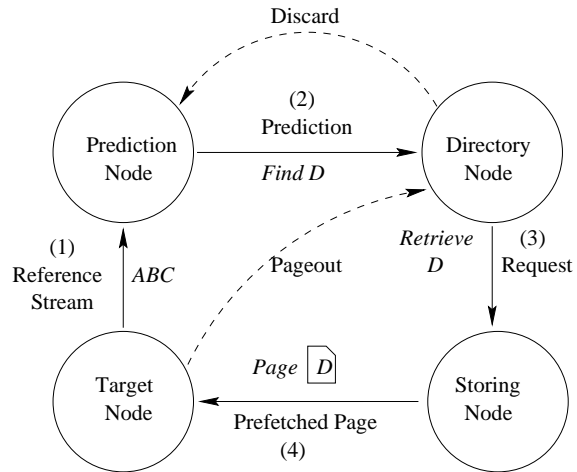 Discard
(2)
Prediction
Prediction
Node
Find D
Directory
Node
(1)
Reference
Stream
ABC
Pageout
Retrieve
D
(3)
Request
Target
Node
Page D
Prefetched Page
(4)
Storing
Node